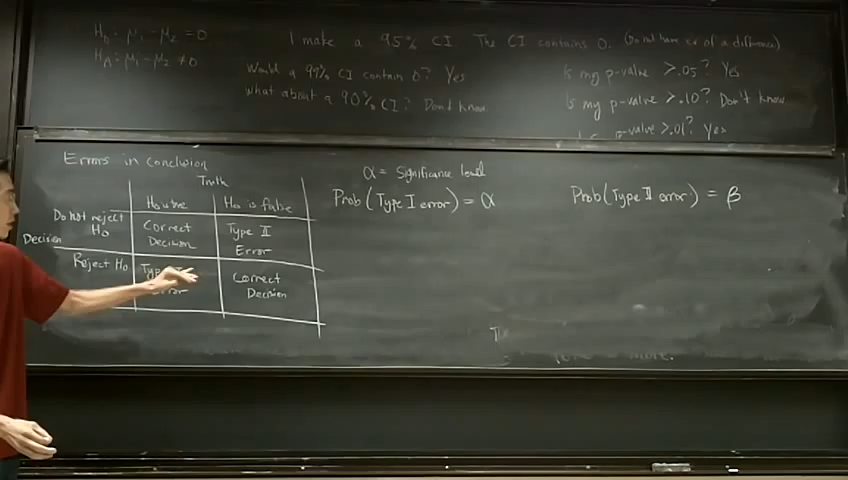 H₀: μ₁ - μ₂ = 0
H_A: μ₁ - μ₂ ≠ 0
I make a 95% CI. The CI contains 0. (Do not have ev of a difference)
Would a 99% CI contain 0? Yes
What about a 90% CI? Don't know
Is my p-value >.05? Yes
Is my p-value >.10? Don't know
p-value >.01? Yes
Errors in conclusion
Truth
H₀ true
H₀ is false
Do not reject H₀
Correct Decision
Type II Error
Decision
Reject H₀
Type
Error
Correct Decision
α = Significance level
Prob (Type I error) = α
Prob (Type II error) = β